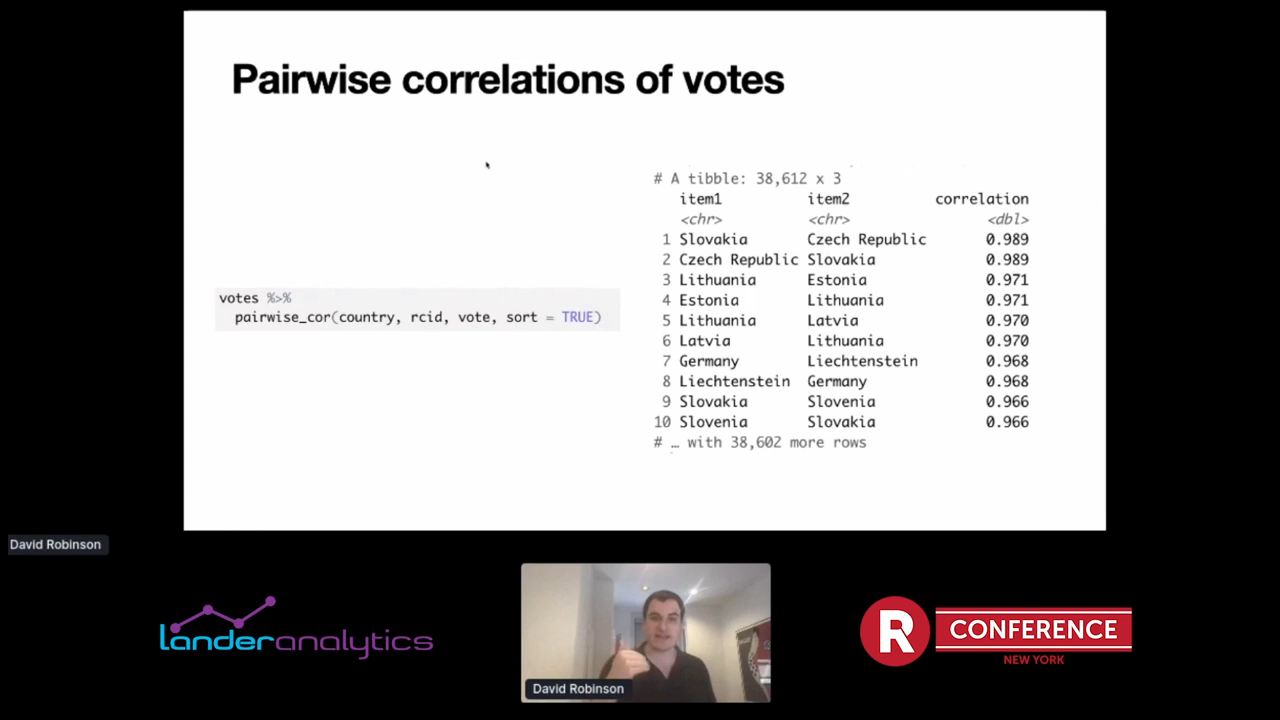 Pairwise correlations of votes
votes %>%
pairwise_cor(country, rcid, vote, sort = TRUE)
# A tibble: 38,612 x 3
item1 item2 correlation
<chr> <chr> <dbl>
1 Slovakia Czech Republic 0.989
2 Czech Republic Slovakia 0.989
3 Lithuania Estonia 0.971
4 Estonia Lithuania 0.971
5 Lithuania Latvia 0.970
6 Latvia Lithuania 0.970
7 Germany Liechtenstein 0.968
8 Liechtenstein Germany 0.968
9 Slovakia Slovenia 0.966
10 Slovenia Slovakia 0.966
# … with 38,602 more rows
David Robinson
landeranalytics
David Robinson
R CONFERENCE
NEW YORK